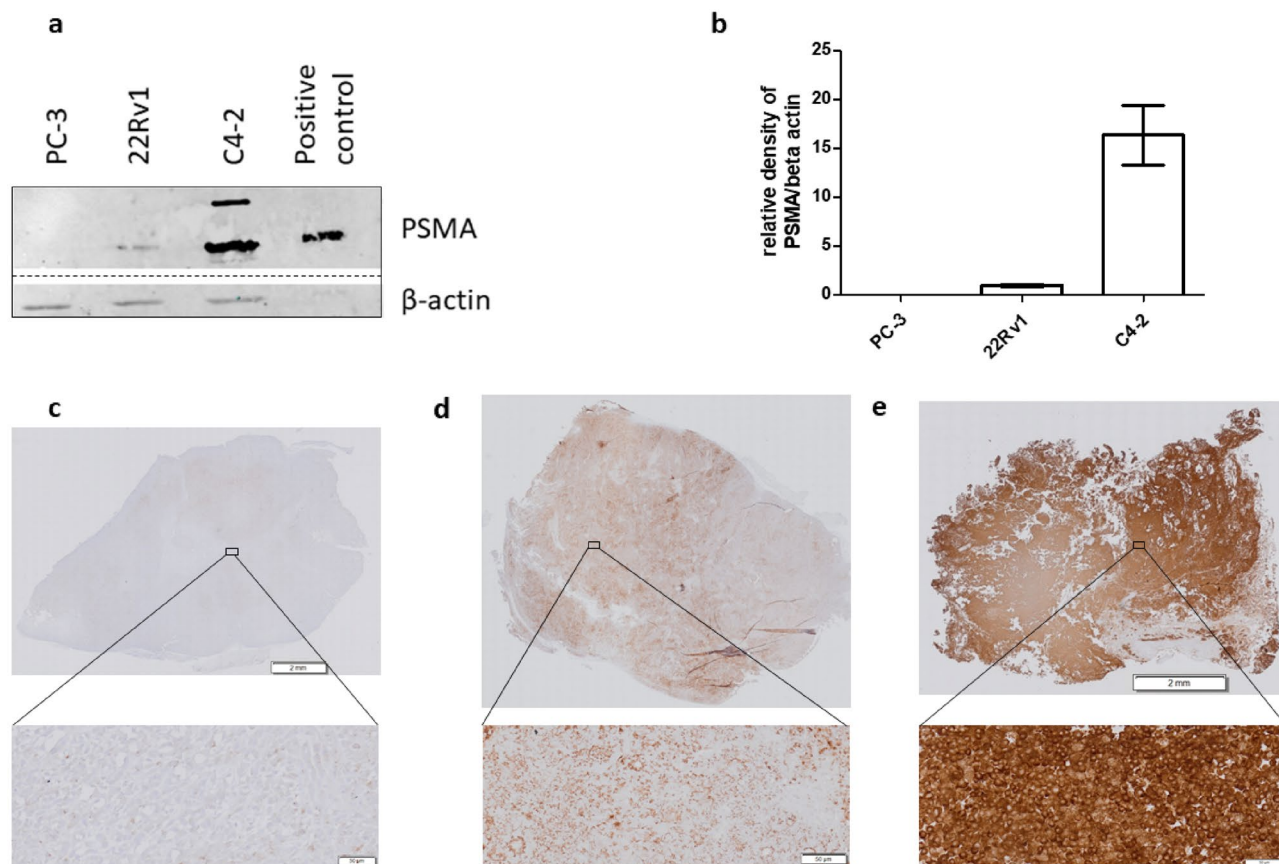 a
PC-3
22Rv1
C4-2
Positive
control
PSMA
β-actin
b
relative density of
PSMA/beta actin
25
20
15
10
5
0
PC-3
22Rv1
C4-2
c
2 mm
d
50 µm
e
2 mm